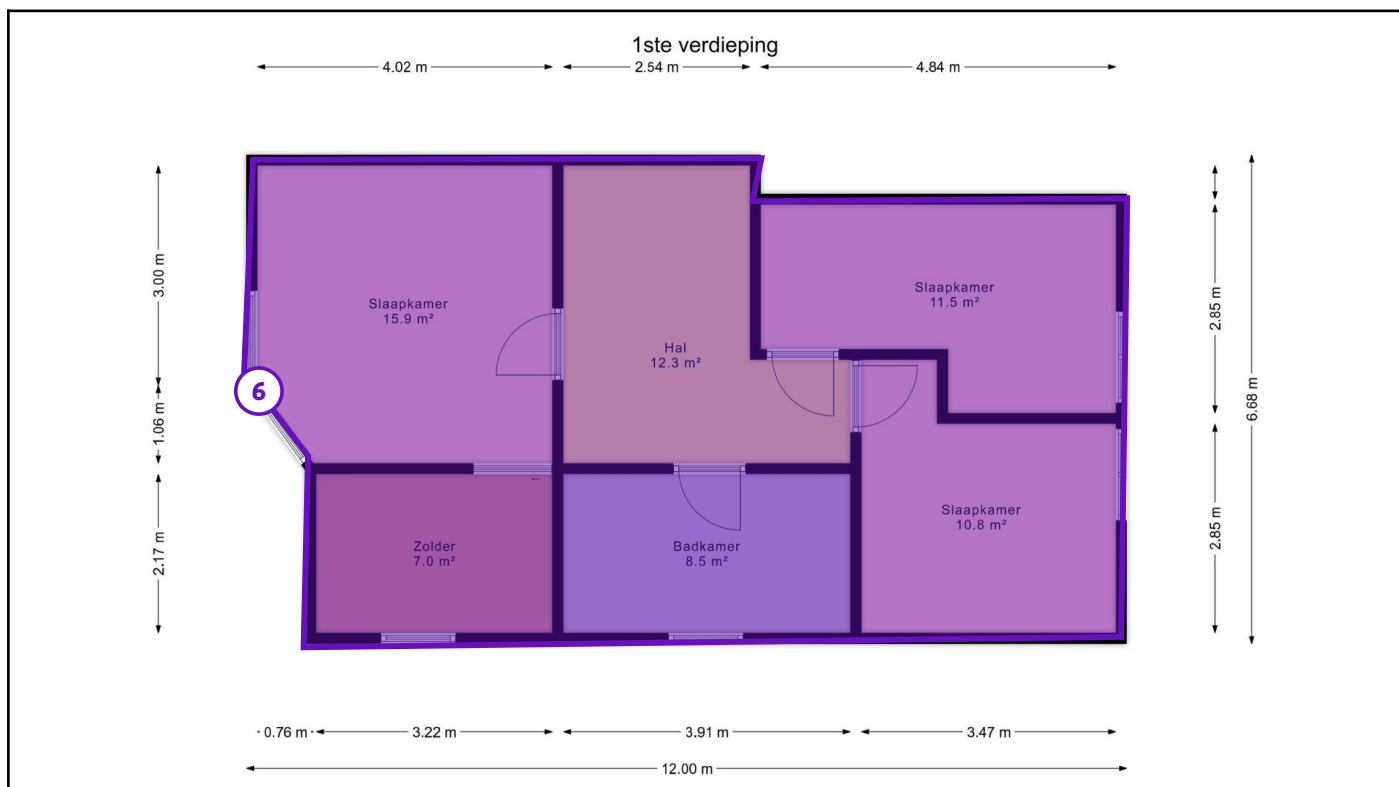 1ste verdieping
4.02 m
2.54 m
4.84 m
3.00 m
1.06 m
2.17 m
2.85 m
2.85 m
6.68 m
Slaapkamer
15.9 m²
Hal
12.3 m²
Slaapkamer
11.5 m²
6
Zolder
7.0 m²
Badkamer
8.5 m²
Slaapkamer
10.8 m²
0.76 m
3.22 m
3.91 m
3.47 m
12.00 m